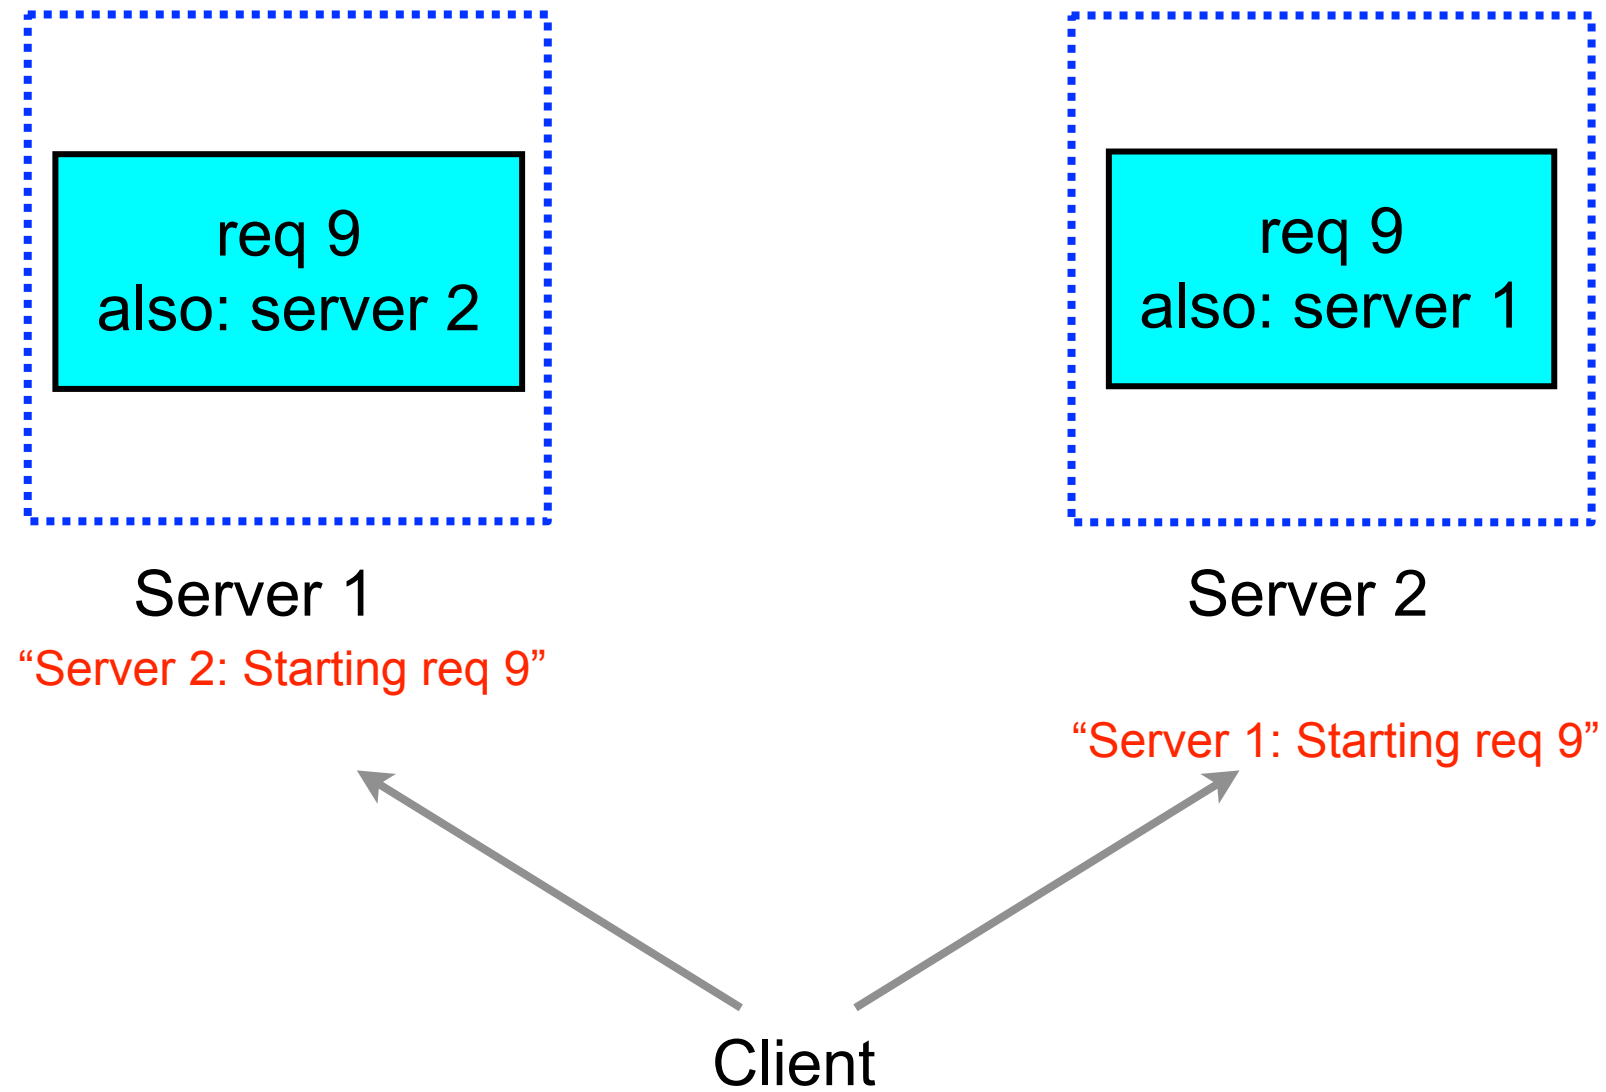 req 9
also: server 2
req 9
also: server 1
Server 1
Server 2
“Server 2: Starting req 9”
“Server 1: Starting req 9”
Client